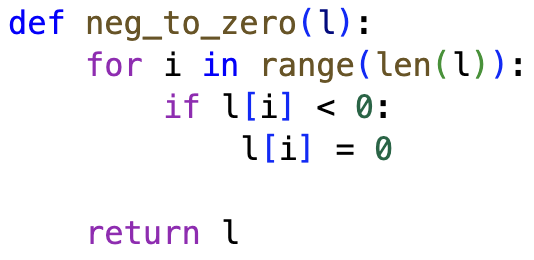 def neg_to_zero(l):
    for i in range(len(l)):
        if l[i] < 0:
            l[i] = 0

    return l